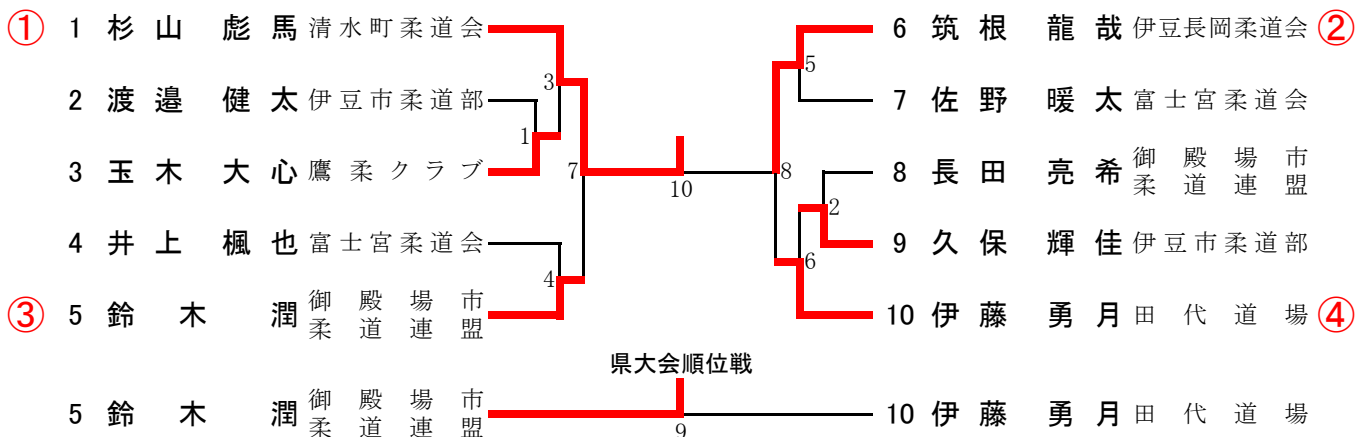 ① 1 杉山 彪馬 清水町柔道会
2 渡邉 健太 伊豆市柔道部
3 玉木 大心 鷹柔クラブ
4 井上 楓也 富士宮柔道会
③ 5 鈴木 潤 御殿場市柔道連盟
6 筑根 龍哉 伊豆長岡柔道会 ②
7 佐野 暖太 富士宮柔道会
8 長田 亮希 御殿場市柔道連盟
9 久保 輝佳 伊豆市柔道部
10 伊藤 勇月 田代道場 ④
3
1
7
4
10
5
8
2
6
県大会順位戦
5 鈴木 潤 御殿場市柔道連盟
9
10 伊藤 勇月 田代道場